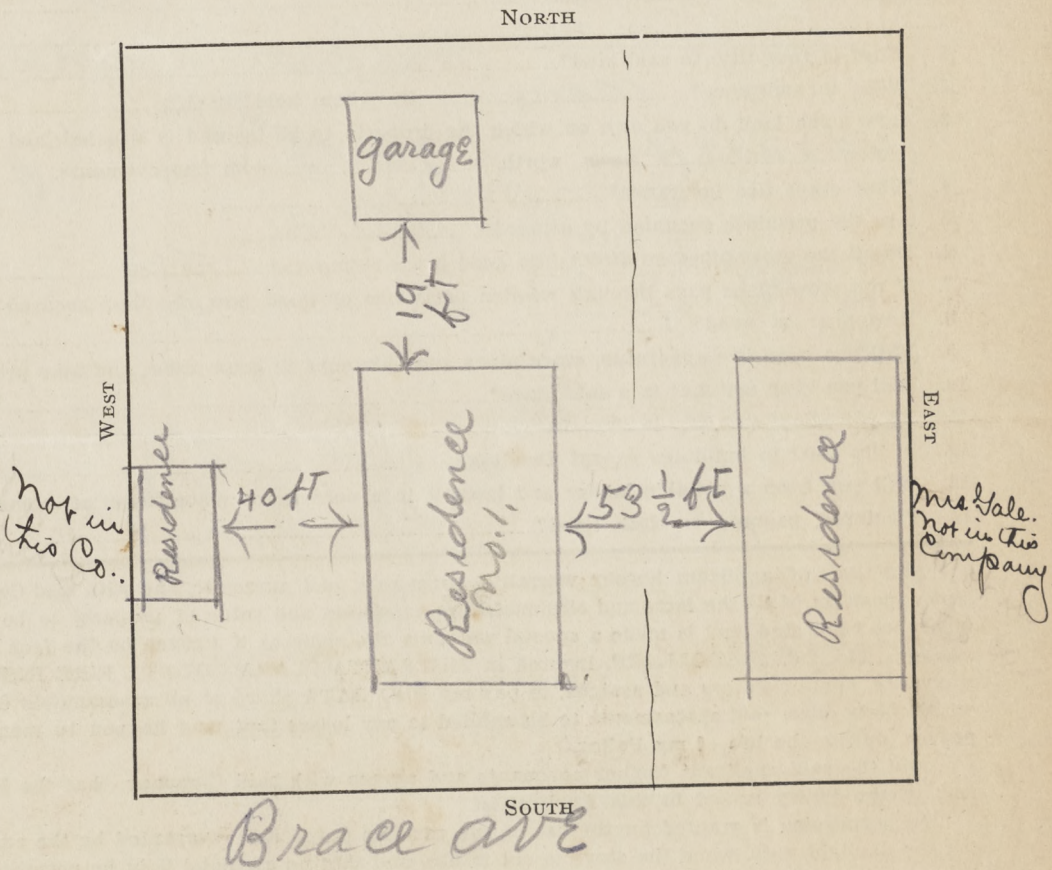 NORTH
garage
19
ft
WEST
EAST
Residence
40 ft
Residence
No. 1.
53 ½ ft
Residence
Not in
this
Co.
Mrs. Gale.
Not in this
Company
SOUTH
Brace ave